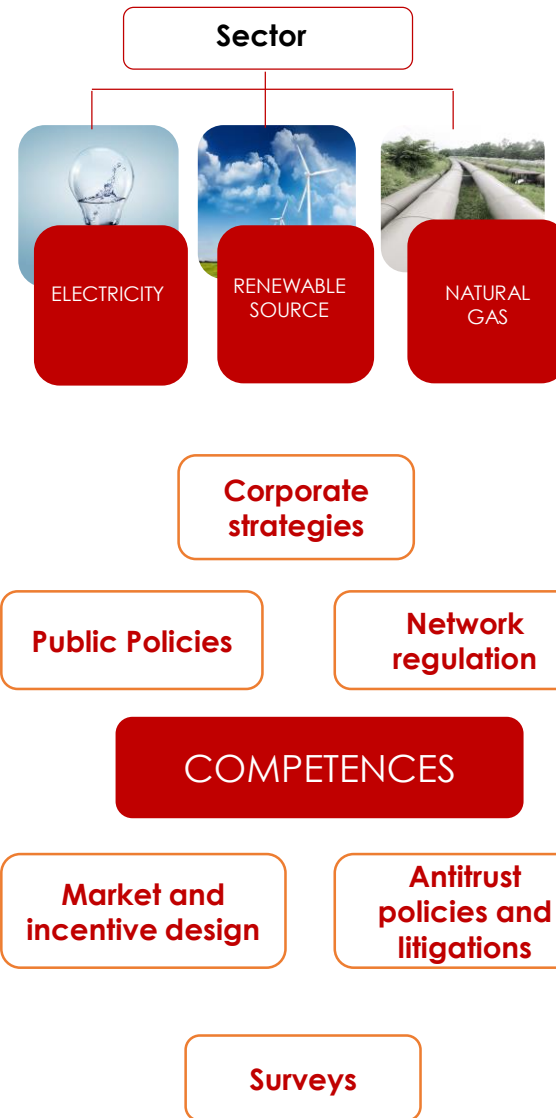 Sector
ELECTRICITY
RENEWABLE
SOURCE
NATURAL
GAS
Corporate
strategies
Public Policies
Network
regulation
COMPETENCES
Market and
incentive design
Antitrust
policies and
litigations
Surveys